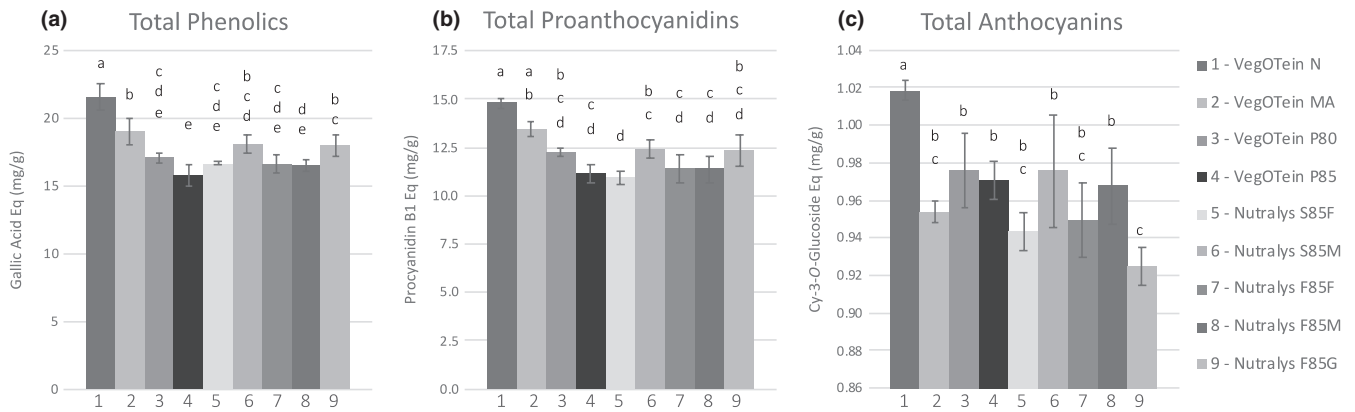 (a) Total Phenolics
Gallic Acid Eq (mg/g)
25
20
15
10
5
0
a
b
c
d
e
e
c
d
e
b
c
d
c
d
e
d
e
b
c
1 2 3 4 5 6 7 8 9
(b) Total Proanthocyanidins
Procyanidin B1 Eq (mg/g)
17.5
15.0
12.5
10.0
7.5
5.0
2.5
0.0
a
a
b
b
c
d
c
d
d
b
c
c
d
c
d
b
c
d
1 2 3 4 5 6 7 8 9
(c) Total Anthocyanins
Cy-3-O-Glucoside Eq (mg/g)
1.04
1.02
1.00
0.98
0.96
0.94
0.92
0.90
0.88
0.86
a
b
c
b
b
b
c
b
b
c
b
c
1 2 3 4 5 6 7 8 9
1 - VegOTein N
2 - VegOTein MA
3 - VegOTein P80
4 - VegOTein P85
5 - Nutralys S85F
6 - Nutralys S85M
7 - Nutralys F85F
8 - Nutralys F85M
9 - Nutralys F85G